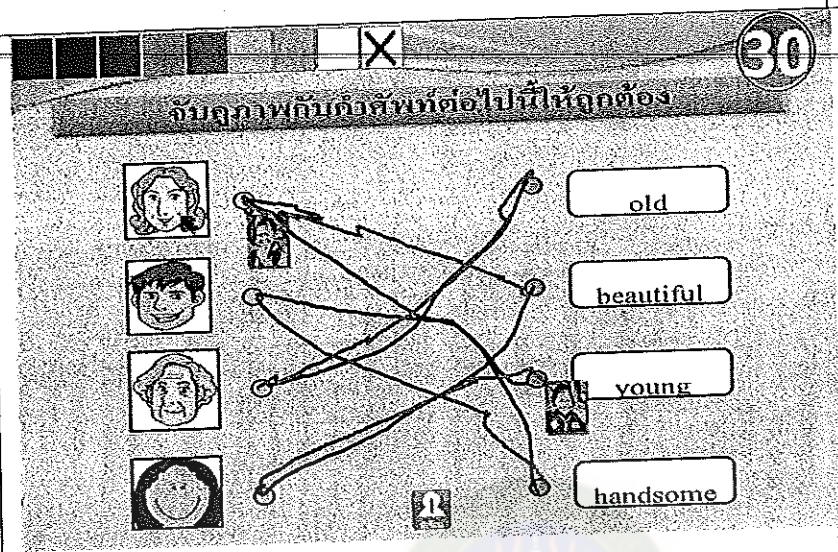 30
จับคู่ภาพกับคำศัพท์ต่อไปนี้ให้ถูกต้อง
old
beautiful
young
handsome